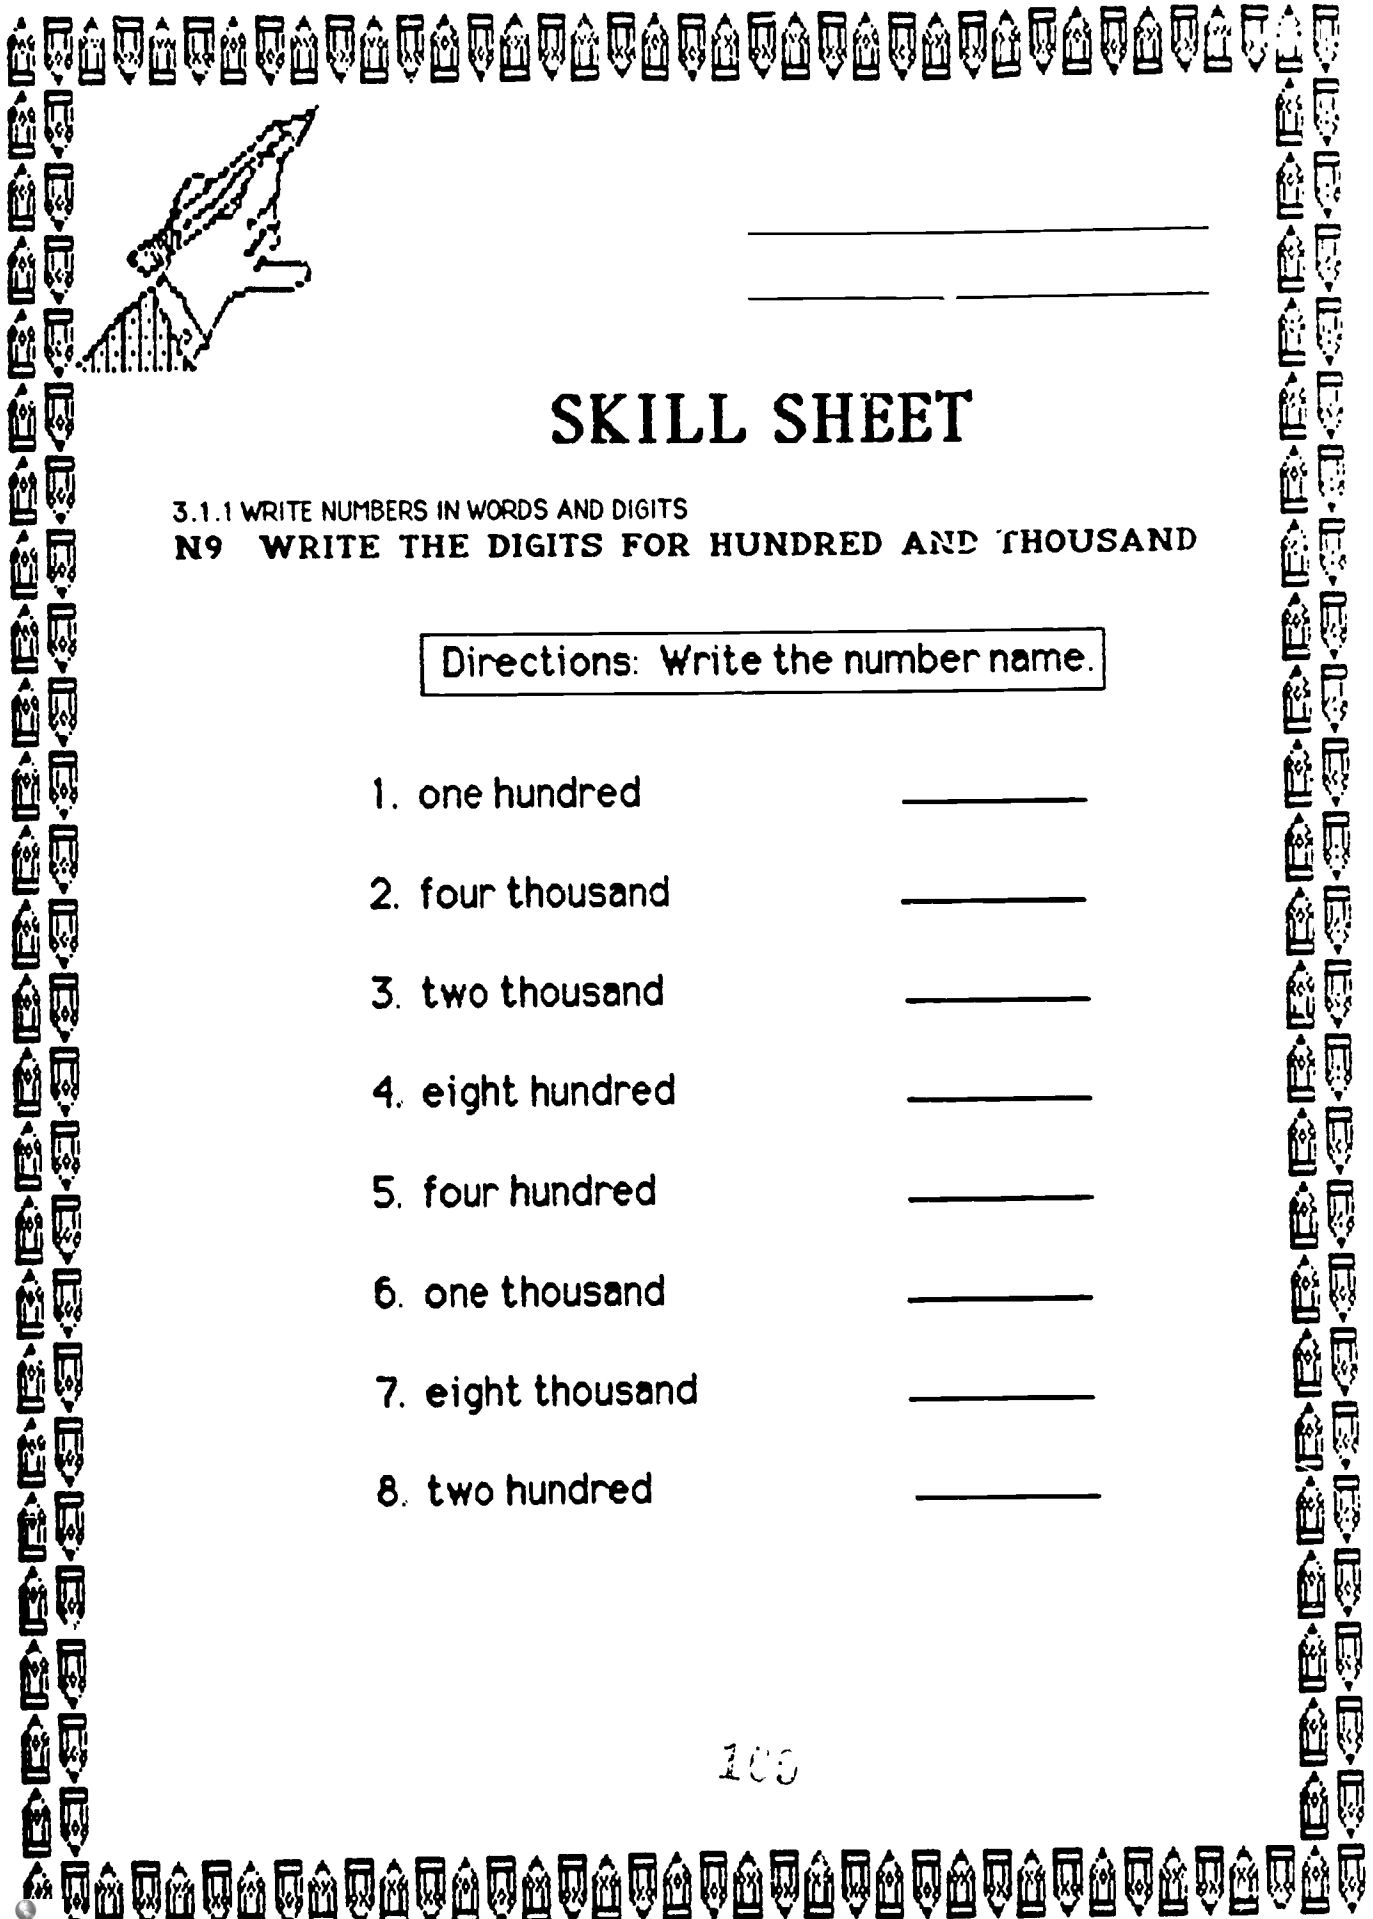 SKILL SHEET
3.1.1 WRITE NUMBERS IN WORDS AND DIGITS
N9 WRITE THE DIGITS FOR HUNDRED AND THOUSAND
Directions: Write the number name.
1. one hundred
2. four thousand
3. two thousand
4. eight hundred
5. four hundred
6. one thousand
7. eight thousand
8. two hundred